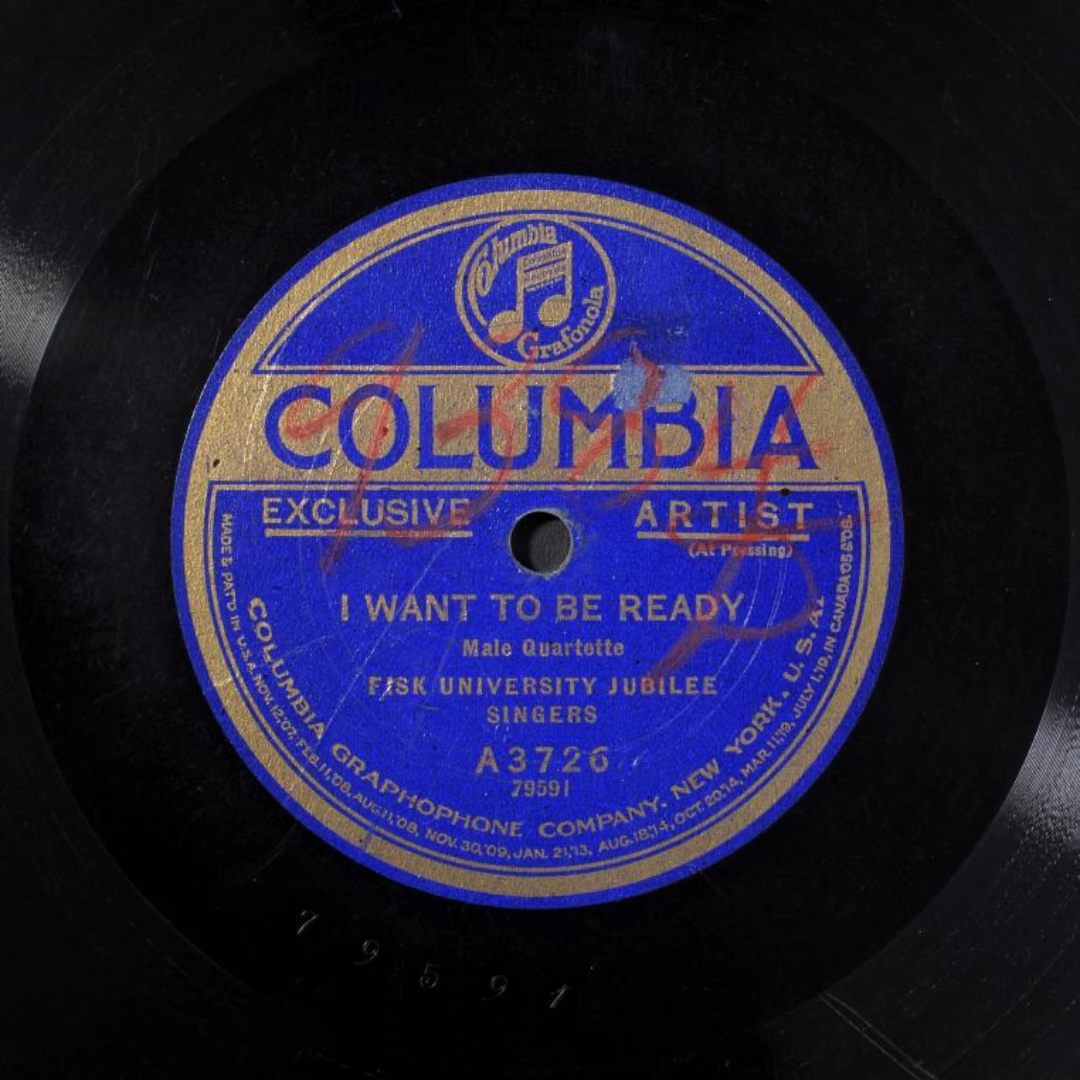 Columbia
Grafonola
COLUMBIA
EXCLUSIVE ARTIST
(At Pressing)
I WANT TO BE READY
Male Quartette
FISK UNIVERSITY JUBILEE
SINGERS
A3726
79591
COLUMBIA GRAPHOPHONE COMPANY. NEW YORK. U.S.A.
MADE & PAT'D IN U.S.A. NOV. 12,'07, FEB. 11,'08, AUG. 11,'08, NOV. 30,'09, JAN. 21,'13, AUG. 18,'14, OCT. 20,'14, MAR. 11,'19, JULY 1,'19, IN CANADA '05 & '06.
79591